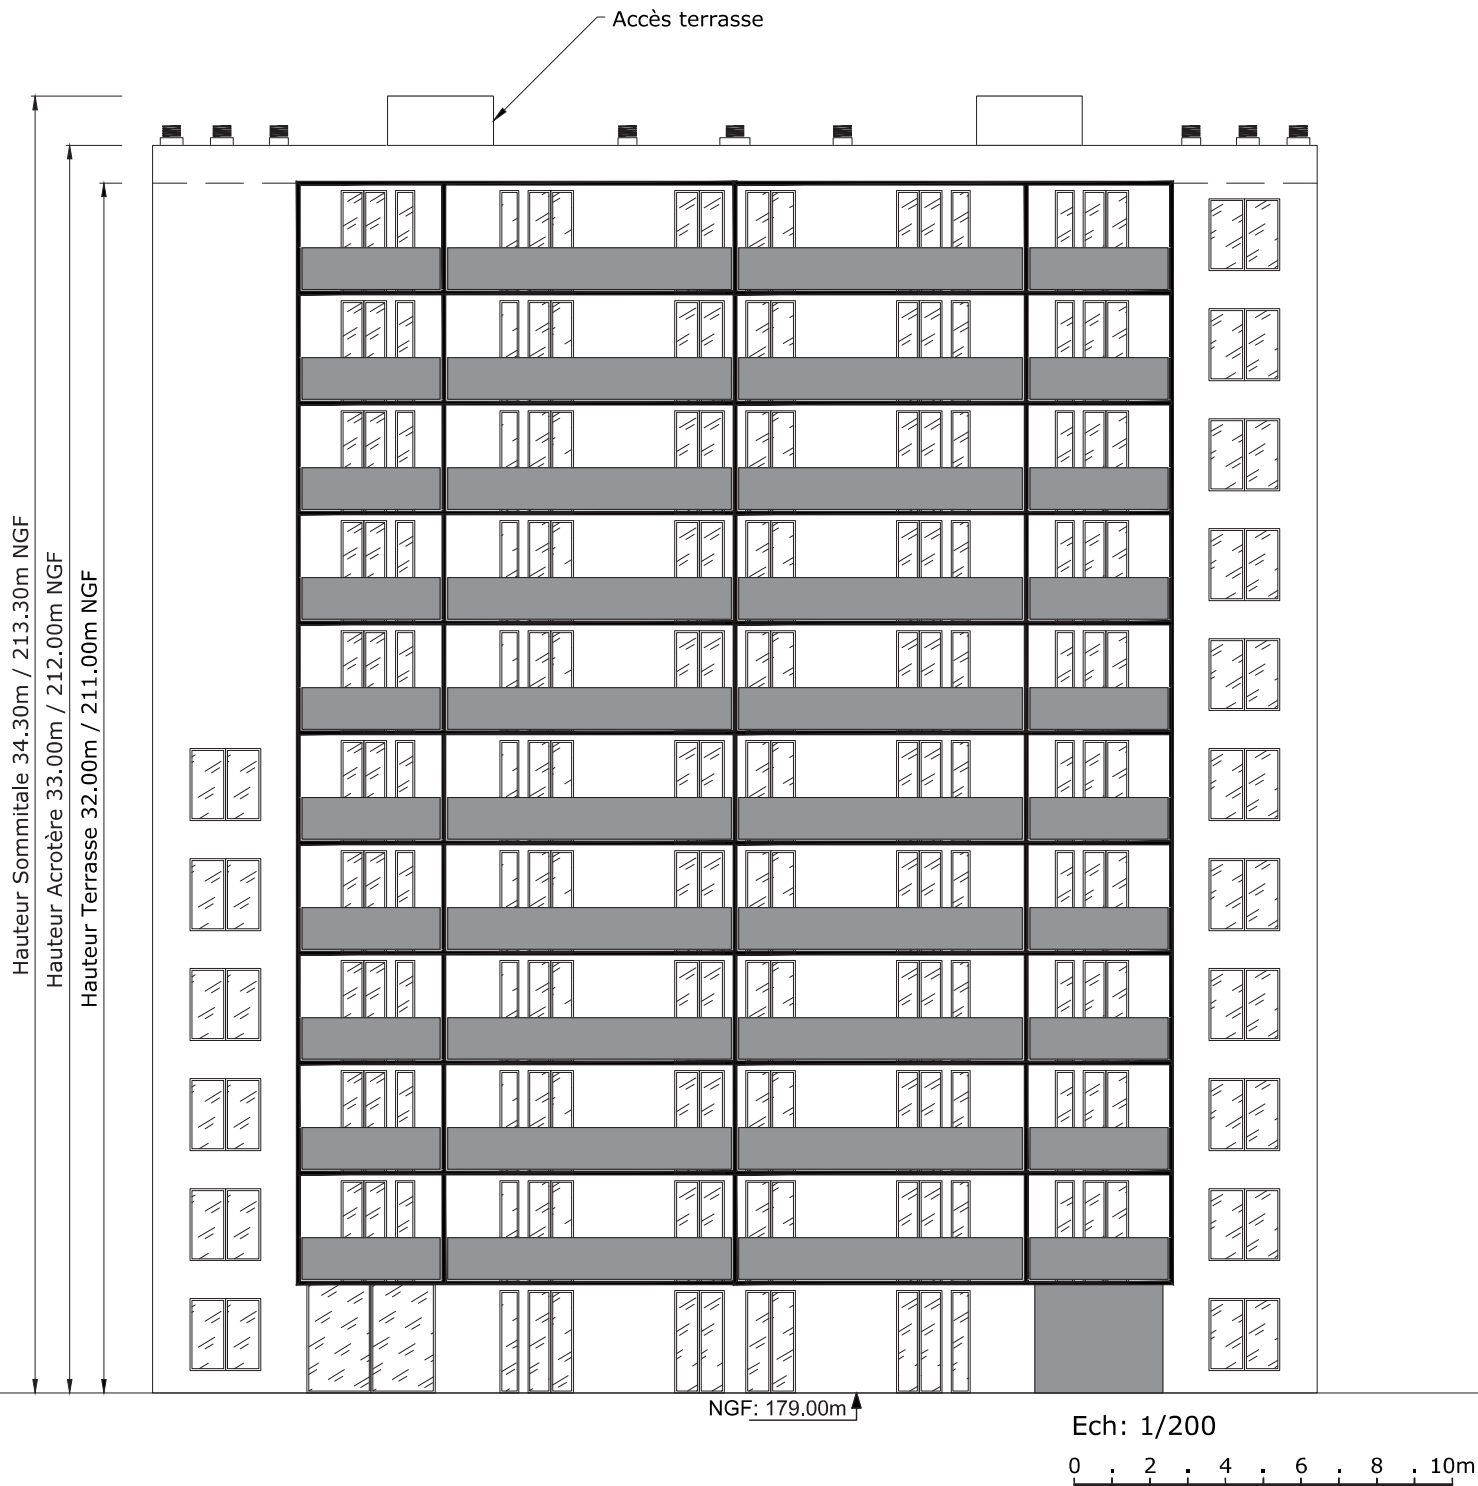 Accès terrasse
Hauteur Sommitale 34.30m / 213.30m NGF
Hauteur Acrotère 33.00m / 212.00m NGF
Hauteur Terrasse 32.00m / 211.00m NGF
NGF: 179.00m
Ech: 1/200
0 . 2 . 4 . 6 . 8 . 10m